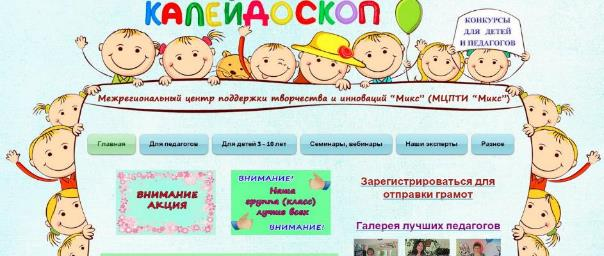 КАЛЕЙДОСКОП
КОНКУРСЫ
ДЛЯ ДЕТЕЙ
И ПЕДАГОГОВ
Межрегиональный центр поддержки творчества и инноваций "Микс" (МЦПТИ "Микс")
Главная
Для педагогов
Для детей 3 - 16 лет
Семинары, вебинары
Наши эксперты
Разное
ВНИМАНИЕ
АКЦИЯ
ВНИМАНИЕ!
Наша
группа (класс)
лучше всех
ВНИМАНИЕ!
Зарегистрироваться для
отправки грамот
Галерея лучших педагогов